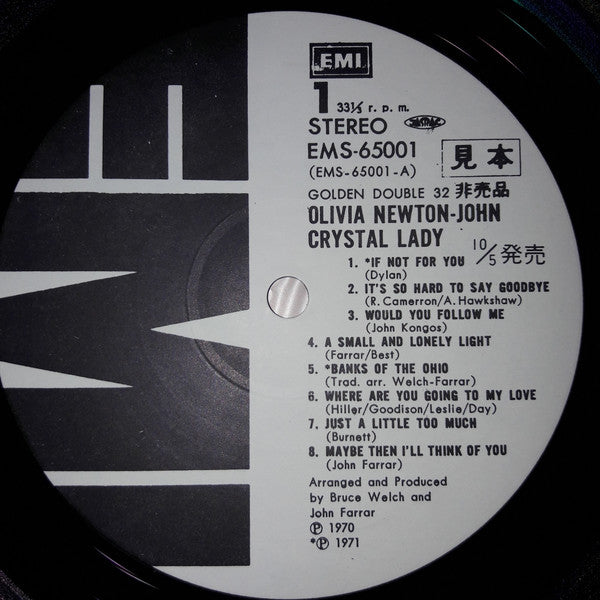 EMI
1 33⅓ r. p. m.
STEREO JASRAC
EMS-65001 見本
(EMS-65001-A)
GOLDEN DOUBLE 32 非売品
OLIVIA NEWTON-JOHN
CRYSTAL LADY 10/5 発売
1. *IF NOT FOR YOU
(Dylan)
2. IT'S SO HARD TO SAY GOODBYE
(R. Camerron/A. Hawkshaw)
3. WOULD YOU FOLLOW ME
(John Kongos)
4. A SMALL AND LONELY LIGHT
(Farrar/Best)
5. *BANKS OF THE OHIO
(Trad. arr. Welch-Farrar)
6. WHERE ARE YOU GOING TO MY LOVE
(Hiller/Goodison/Leslie/Day)
7. JUST A LITTLE TOO MUCH
(Burnett)
8. MAYBE THEN I'LL THINK OF YOU
(John Farrar)
Arranged and Produced
by Bruce Welch and
John Farrar
Ⓟ 1970
*Ⓟ 1971
EMI